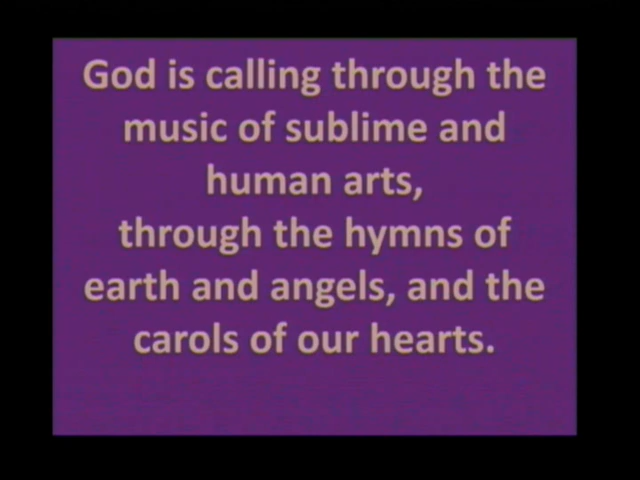 God is calling through the
music of sublime and
human arts,
through the hymns of
earth and angels, and the
carols of our hearts.